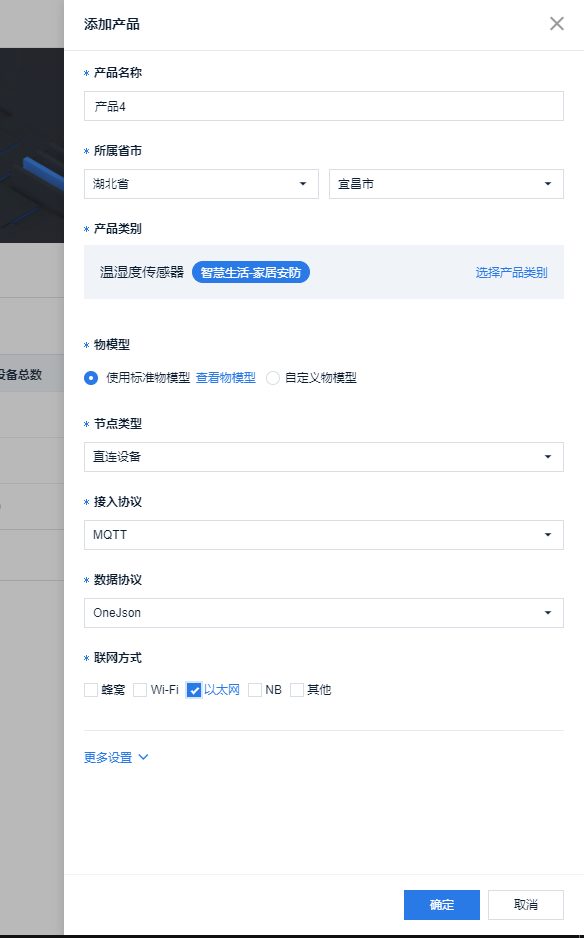 添加产品
* 产品名称
产品4
* 所属省市
湖北省 宜昌市
* 产品类别
温湿度传感器 智慧生活-家居安防 选择产品类别
* 物模型
使用标准物模型 查看物模型 自定义物模型
设备总数
* 节点类型
直连设备
* 接入协议
MQTT
* 数据协议
OneJson
* 联网方式
蜂窝 Wi-Fi 以太网 NB 其他
更多设置
确定 取消